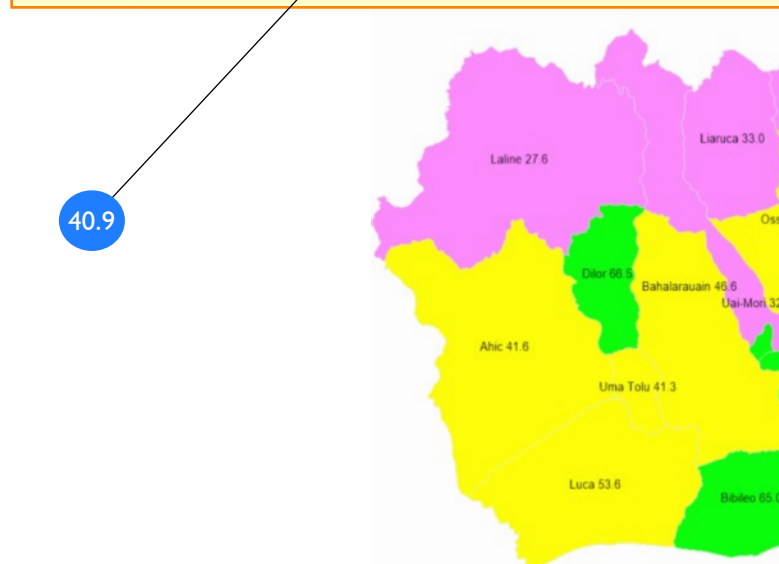 Liaruca 33.0
Laline 27.6
40.9
Dilor 66.5
Bahalarauain 46.6
Ahic 41.6
Uma Tolu 41.3
Luca 53.6